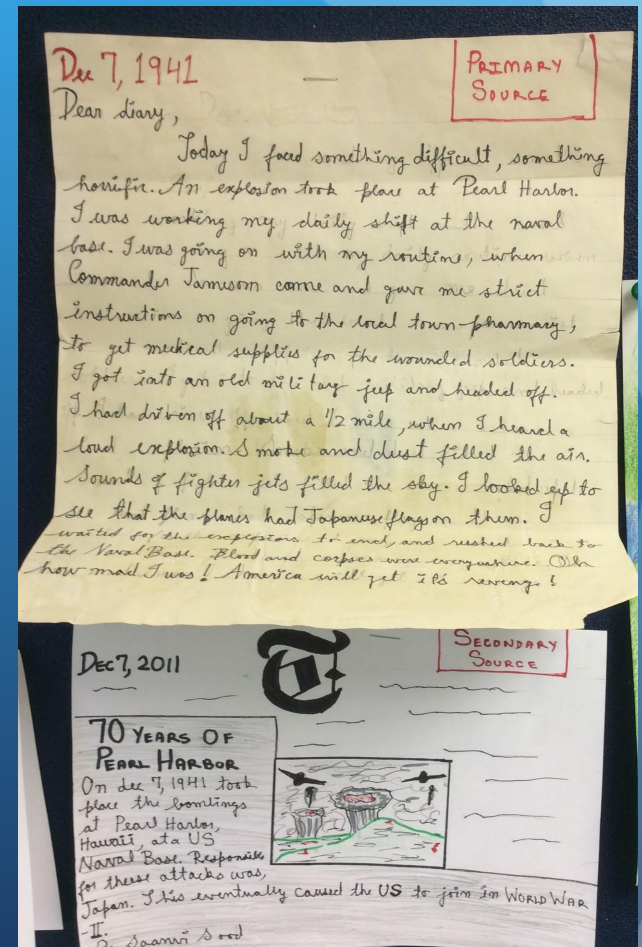 Dec 7, 1941
PRIMARY
SOURCE
Dear diary,
Today I faced something difficult, something
horrific. An explosion took place at Pearl Harbor.
I was working my daily shift at the naval
base. I was going on with my routine, when
Commander Jameson came and gave me strict
instructions on going to the local town-pharmacy,
to get medical supplies for the wounded soldiers.
I got into an old military jeep and headed off.
I had driven off about a 1/2 mile, when I heard a
loud explosion. Smoke and dust filled the air.
Sounds of fighter jets filled the sky. I looked up to
see that the planes had Japanese flags on them. I
waited for the explosions to end, and rushed back to
the Naval Base. Blood and corpses were everywhere. Oh
how mad I was! America will get it's revenge!
SECONDARY
SOURCE
DEC 7, 2011
T
70 YEARS OF
PEARL HARBOR
On dec 7, 1941 took
place the bombings
at Pearl Harbor,
Hawaii, at a US
Naval Base. Responsible
for these attacks was,
Japan. This eventually caused the US to join in WORLD WAR
-II.
Saanvi Sood